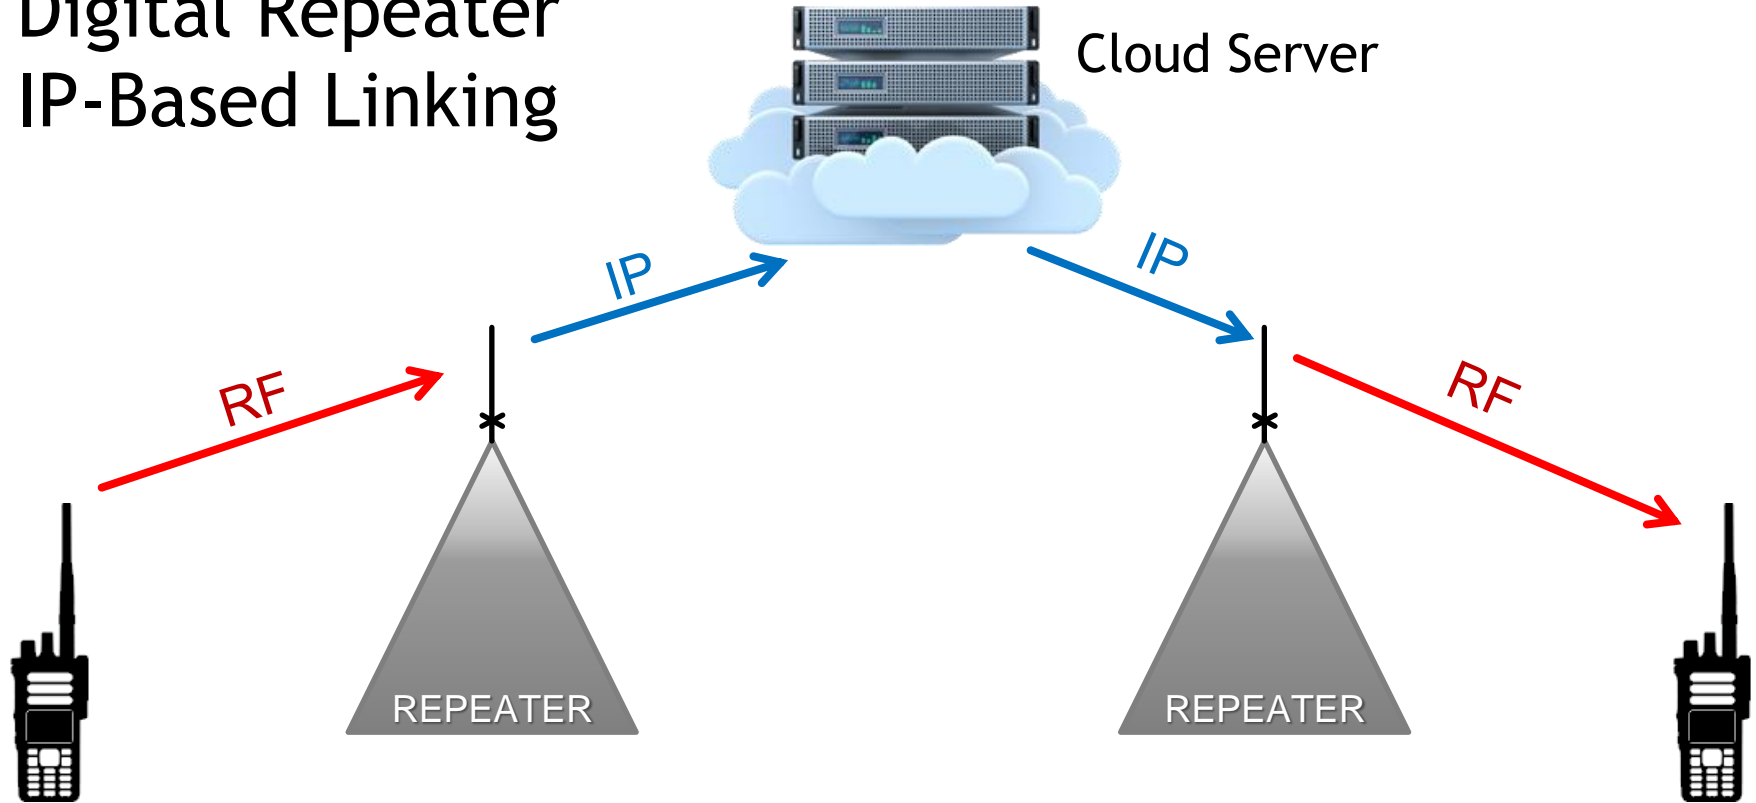 Digital Repeater
IP-Based Linking
Cloud Server
IP
IP
RF
RF
REPEATER
REPEATER